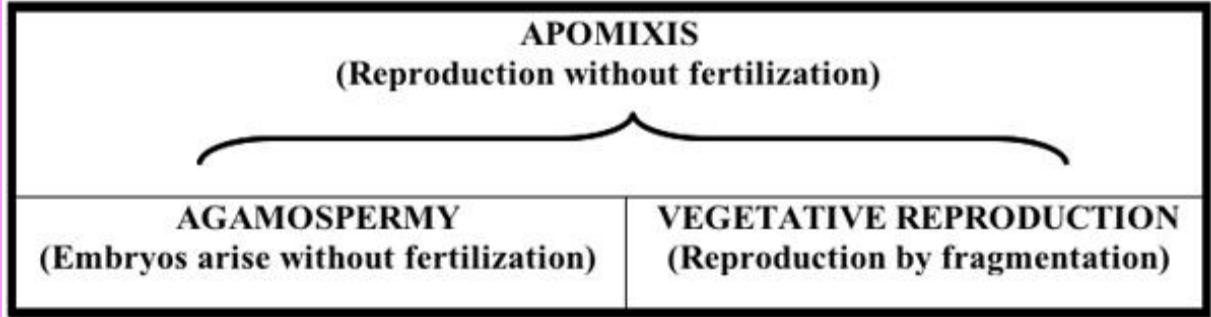 APOMIXIS
(Reproduction without fertilization)
AGAMOSPERMY
(Embryos arise without fertilization)
VEGETATIVE REPRODUCTION
(Reproduction by fragmentation)